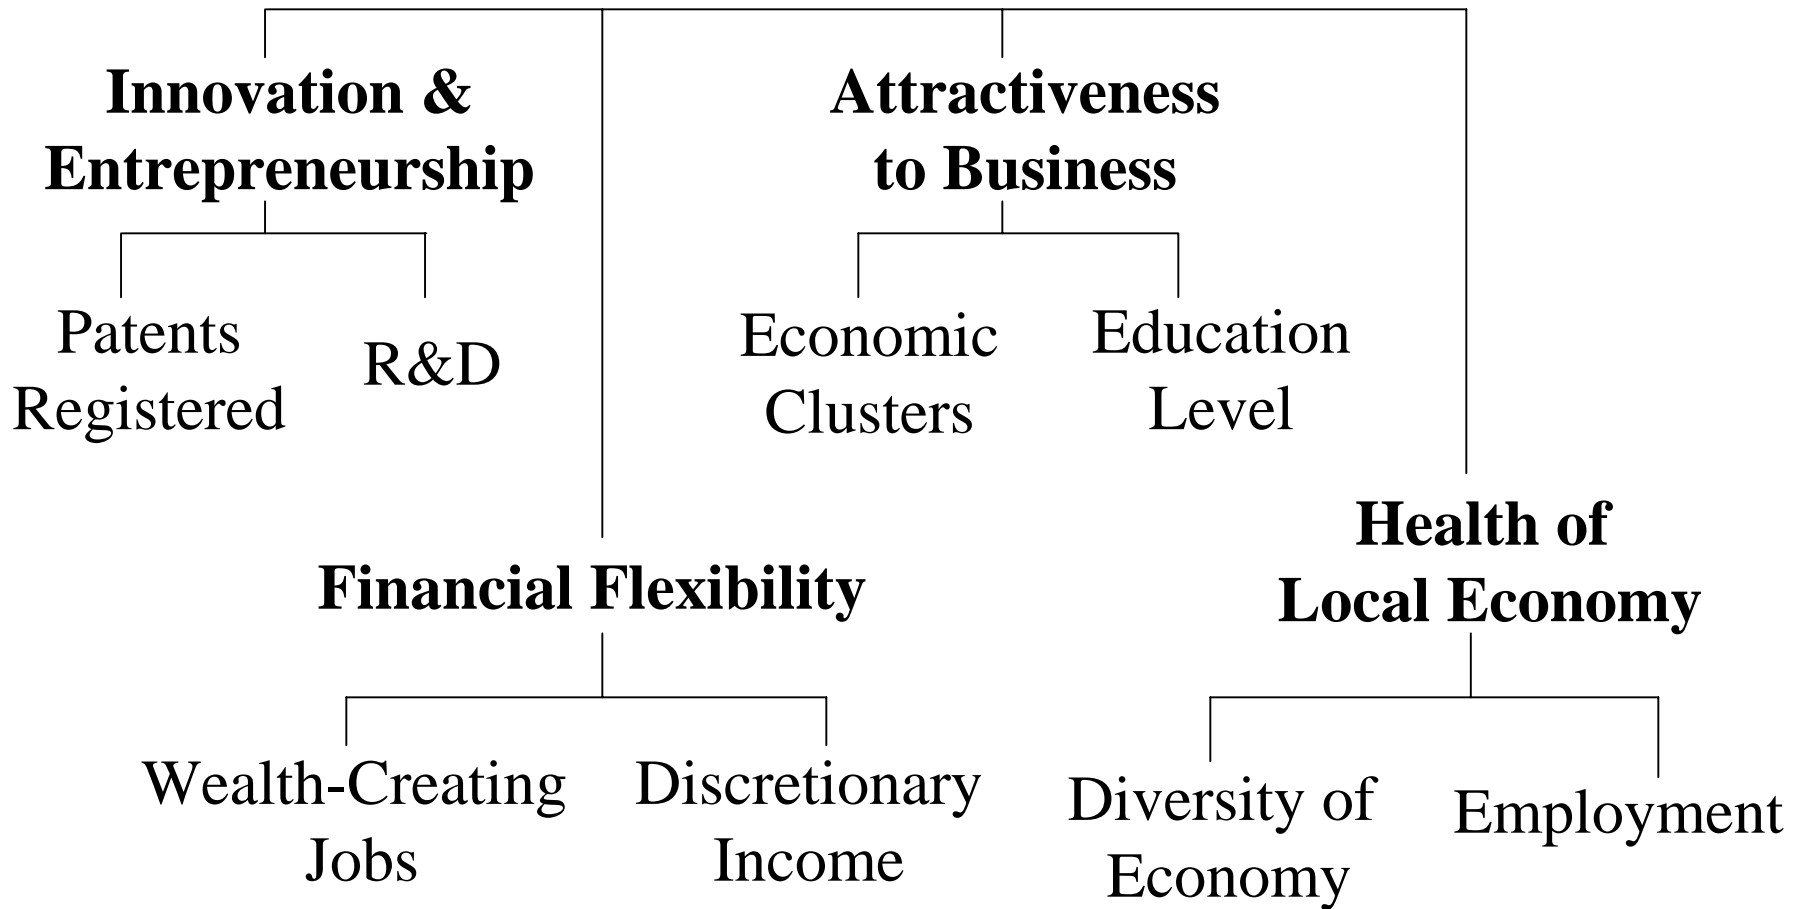 Innovation &
Entrepreneurship
Attractiveness
to Business
Patents
Registered
R&D
Economic
Clusters
Education
Level
Financial Flexibility
Health of
Local Economy
Wealth-Creating
Jobs
Discretionary
Income
Diversity of
Economy
Employment